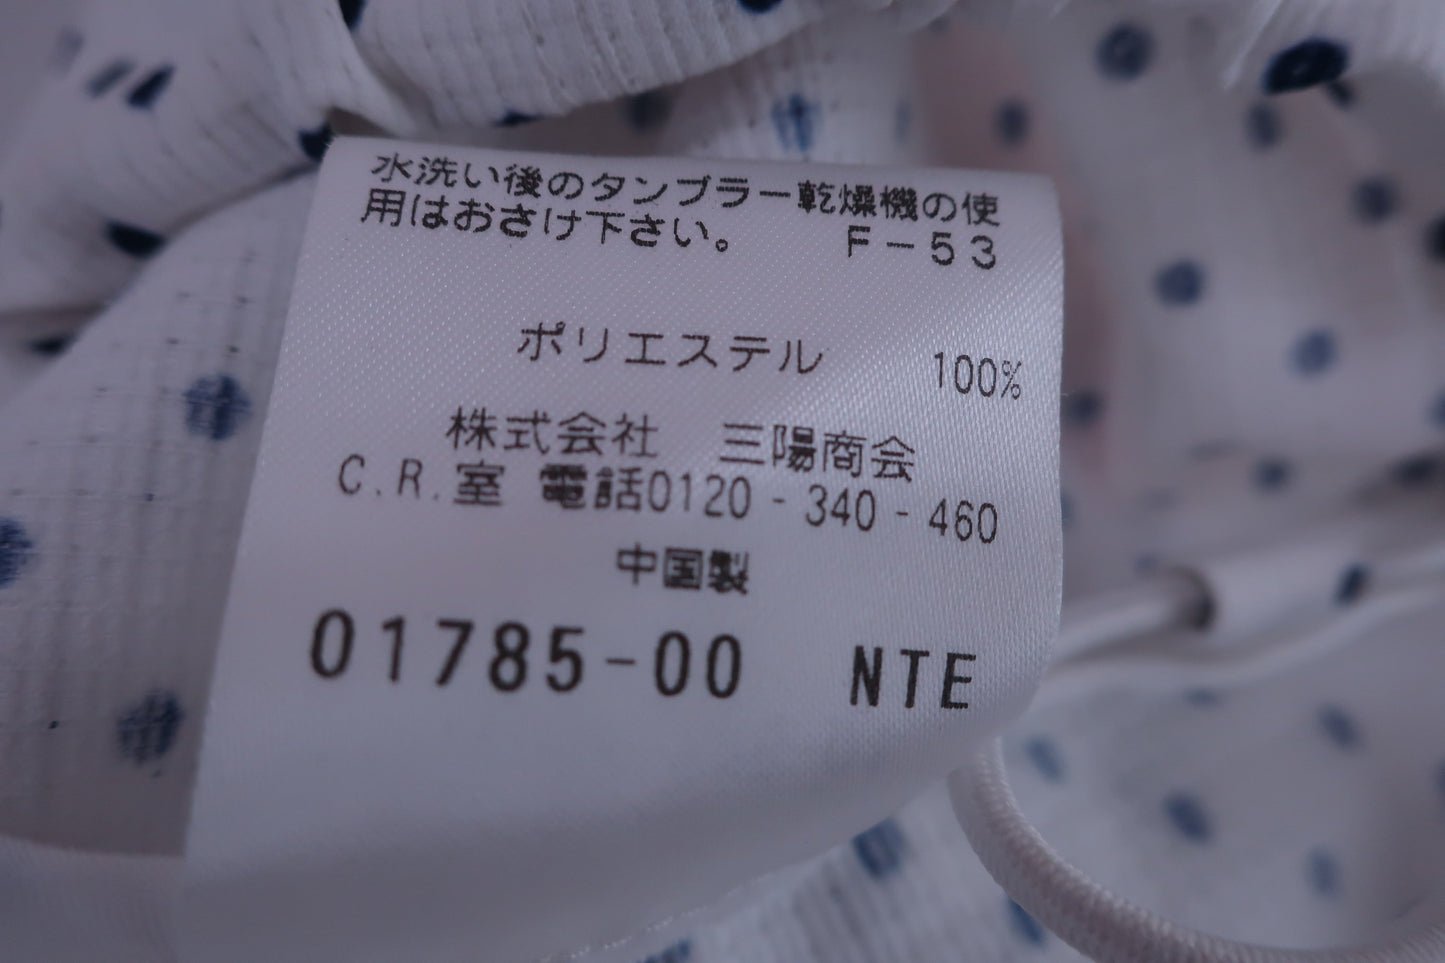 水洗い後のタンブラー乾燥機の使
用はおさけ下さい。 F－53
ポリエステル 100%
株式会社 三陽商会
C.R.室 電話0120-340-460
中国製
01785-00 NTE